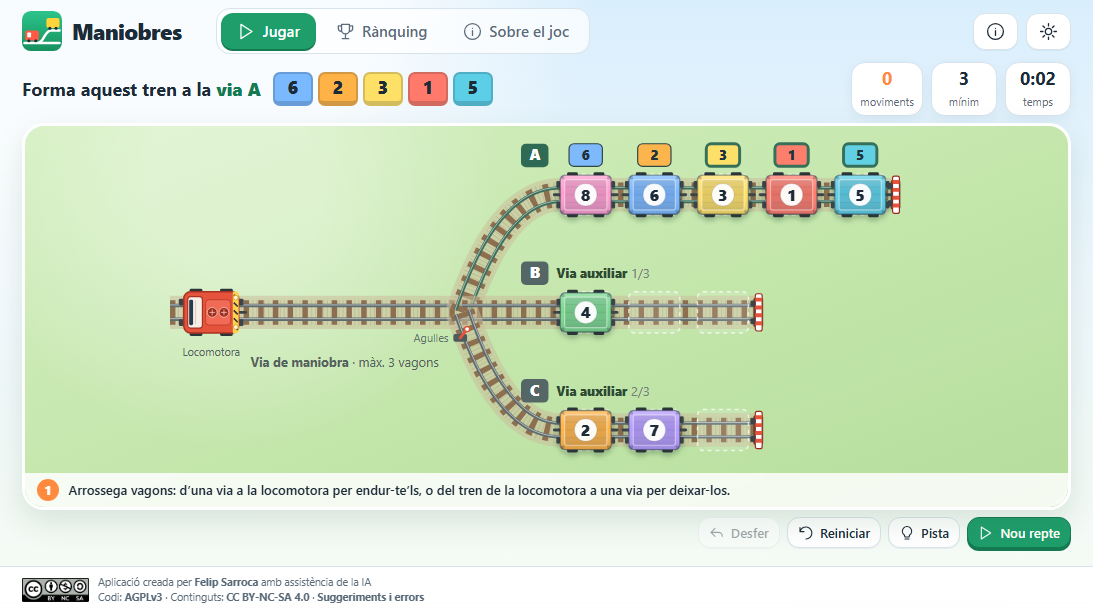 Maniobres
Jugar
Rànquing
Sobre el joc
Forma aquest tren a la via A 6 2 3 1 5
0 moviments
3 mínim
0:02 temps
A 6 2 3 1 5
8 6 3 1 5
B Via auxiliar 1/3
4
Locomotora
Agulles
Via de maniobra · màx. 3 vagons
C Via auxiliar 2/3
2 7
1 Arrossega vagons: d’una via a la locomotora per endur-te’ls, o del tren de la locomotora a una via per deixar-los.
Desfer
Reiniciar
Pista
Nou repte
cc BY NC SA
Aplicació creada per Felip Sarroca amb assistència de la IA
Codi: AGPLv3 · Continguts: CC BY-NC-SA 4.0 · Suggeriments i errors